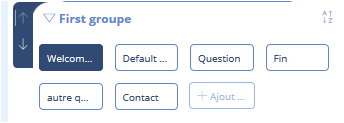 First groupe
A Z
Welcom... Default ... Question Fin
autre q... Contact + Ajout ...